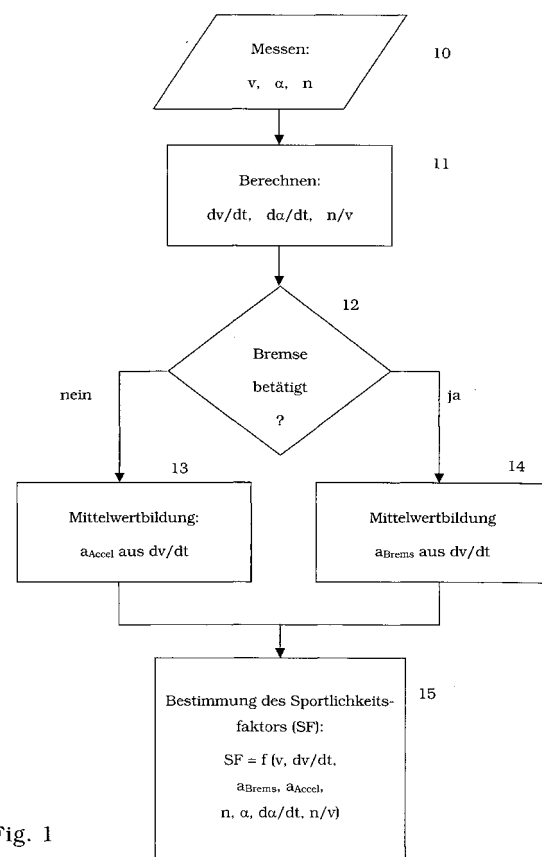 Messen:
10
v, α, n
11
Berechnen:
dv/dt, dα/dt, n/v
12
Bremse
betätigt
?
nein
ja
13
14
Mittelwertbildung:
aAccel aus dv/dt
Mittelwertbildung
aBrems aus dv/dt
15
Bestimmung des Sportlichkeits-
faktors (SF):
SF = f (v, dv/dt,
aBrems, aAccel,
n, α, dα/dt, n/v)
Fig. 1